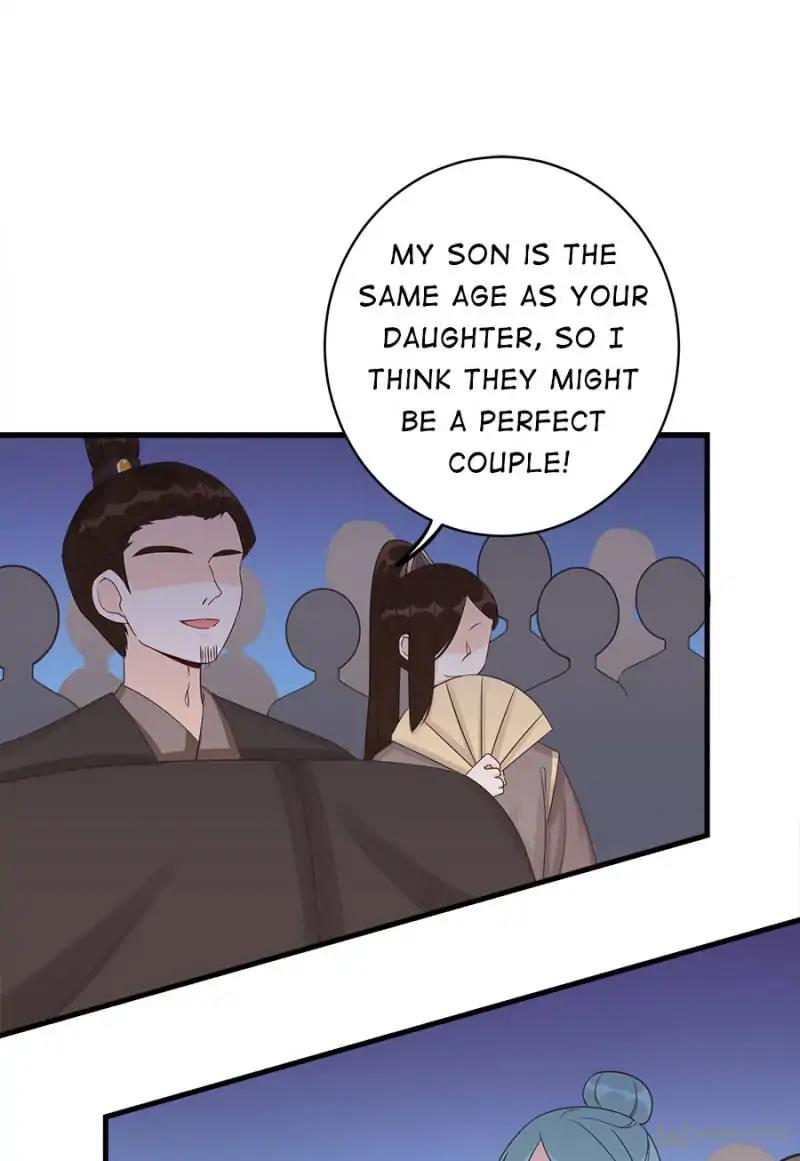 MY SON IS THE
SAME AGE AS YOUR
DAUGHTER, SO I
THINK THEY MIGHT
BE A PERFECT
COUPLE!